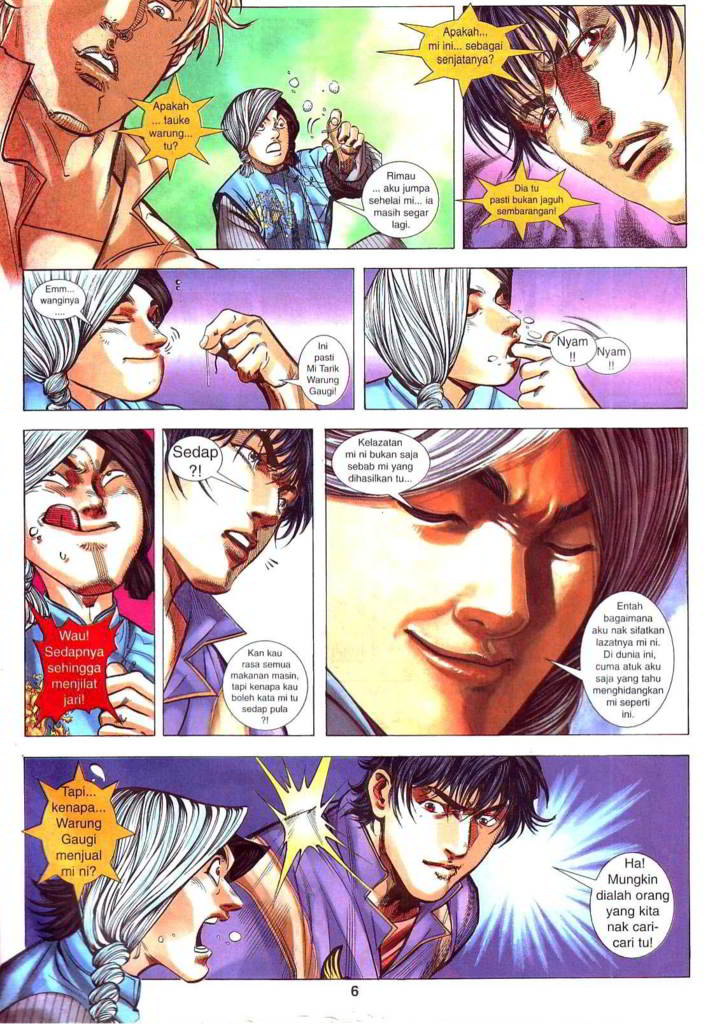 Apakah
... tauke
warung...
tu?
Rimau
... aku jumpa
sehelai mi... ia
masih segar
lagi.
Apakah...
mi ini... sebagai
senjatanya?
Dia tu
pasti bukan jaguh
sembarangan!
Emm...
wanginya
....
Ini
pasti
Mi Tarik
Warung
Gaugi!
Nyam
!!
Nyam
!!
Wau!
Sedapnya
sehingga
menjilat
jari!
Sedap
?!
Kan kau
rasa semua
makanan masin,
tapi kenapa kau
boleh kata mi tu
sedap pula
?!
Kelazatan
mi ni bukan saja
sebab mi yang
dihasilkan tu...
Entah
bagaimana
aku nak sifatkan
lazatnya mi ni.
Di dunia ini,
cuma atuk aku
saja yang tahu
menghidangkan
mi seperti
ini.
Tapi...
kenapa...
Warung
Gaugi
menjual
mi ni?
Ha!
Mungkin
dialah orang
yang kita
nak cari-
cari tu!
6